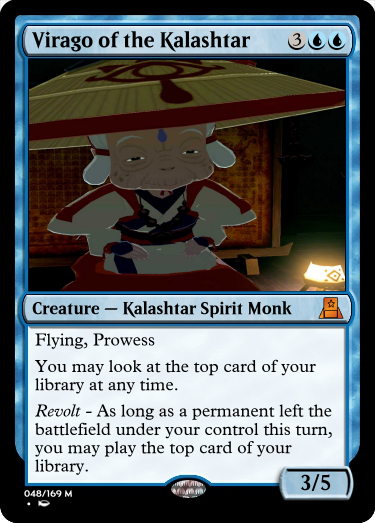 Virago of the Kalashtar 3
Creature — Kalashtar Spirit Monk
Flying, Prowess
You may look at the top card of your
library at any time.
Revolt - As long as a permanent left the
battlefield under your control this turn,
you may play the top card of your
library.
3/5
048/169 M